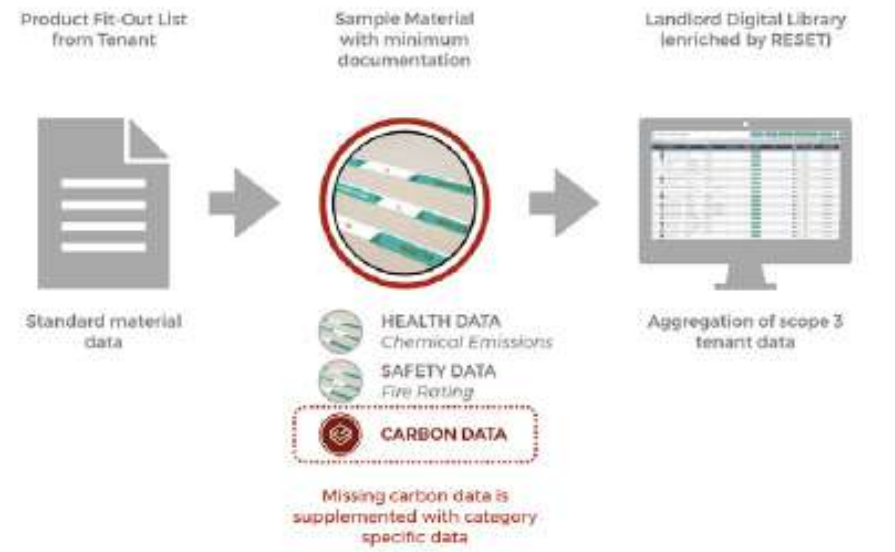 Product Fit-Out List
from Tenant
Sample Material
with minimum
documentation
Landlord Digital Library
(enriched by RESET)
Standard material
data
HEALTH DATA
Chemical Emissions
SAFETY DATA
Fire Rating
CARBON DATA
Missing carbon data is
supplemented with category
specific data
Aggregation of scope 3
tenant data